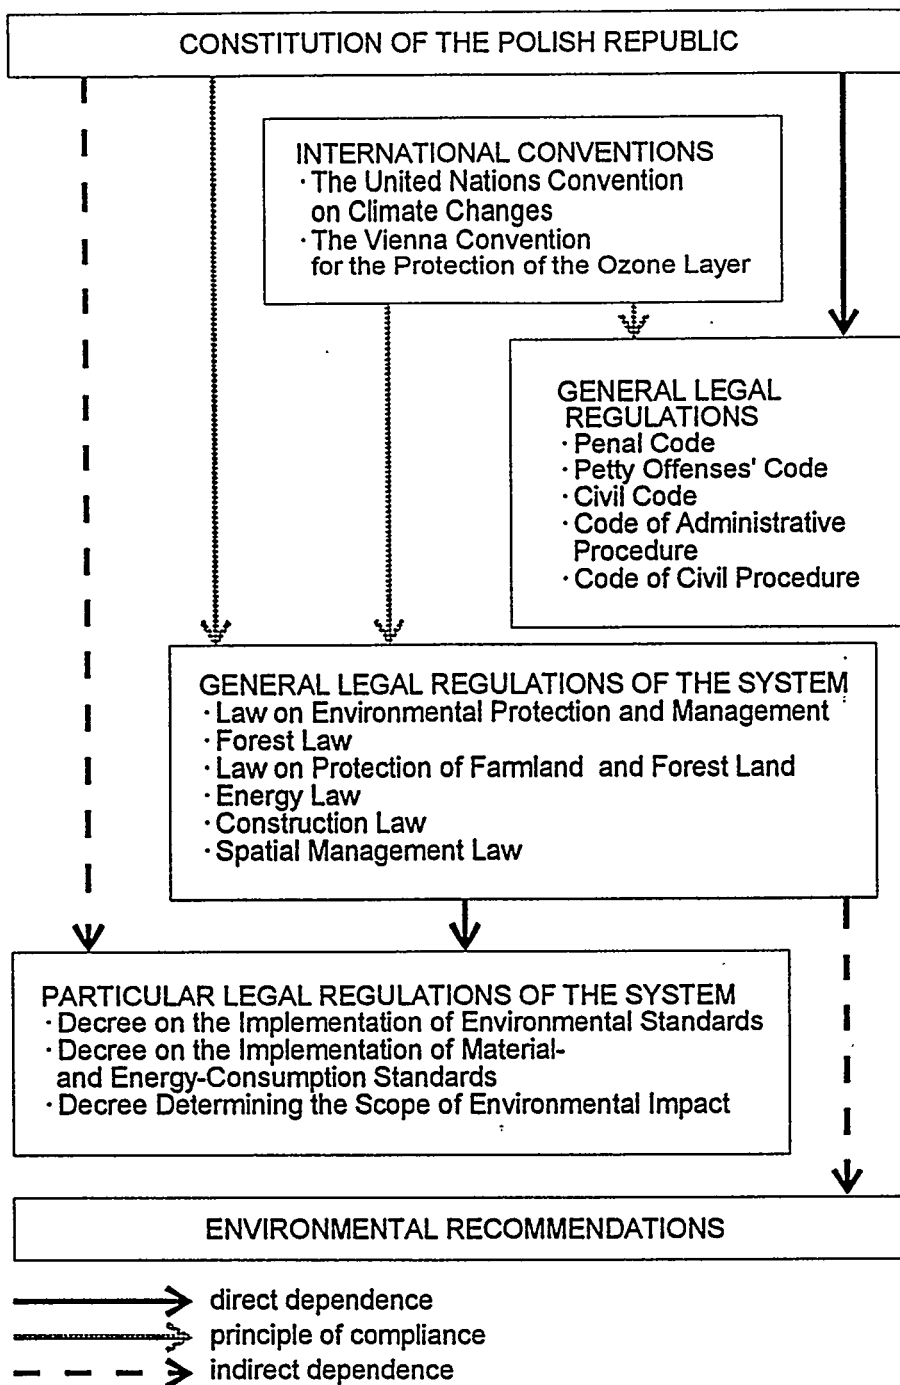 CONSTITUTION OF THE POLISH REPUBLIC
INTERNATIONAL CONVENTIONS
· The United Nations Convention
on Climate Changes
· The Vienna Convention
for the Protection of the Ozone Layer
GENERAL LEGAL
REGULATIONS
· Penal Code
· Petty Offenses' Code
· Civil Code
· Code of Administrative
Procedure
· Code of Civil Procedure
GENERAL LEGAL REGULATIONS OF THE SYSTEM
· Law on Environmental Protection and Management
· Forest Law
· Law on Protection of Farmland and Forest Land
· Energy Law
· Construction Law
· Spatial Management Law
PARTICULAR LEGAL REGULATIONS OF THE SYSTEM
· Decree on the Implementation of Environmental Standards
· Decree on the Implementation of Material-
and Energy-Consumption Standards
· Decree Determining the Scope of Environmental Impact
ENVIRONMENTAL RECOMMENDATIONS
direct dependence
principle of compliance
indirect dependence